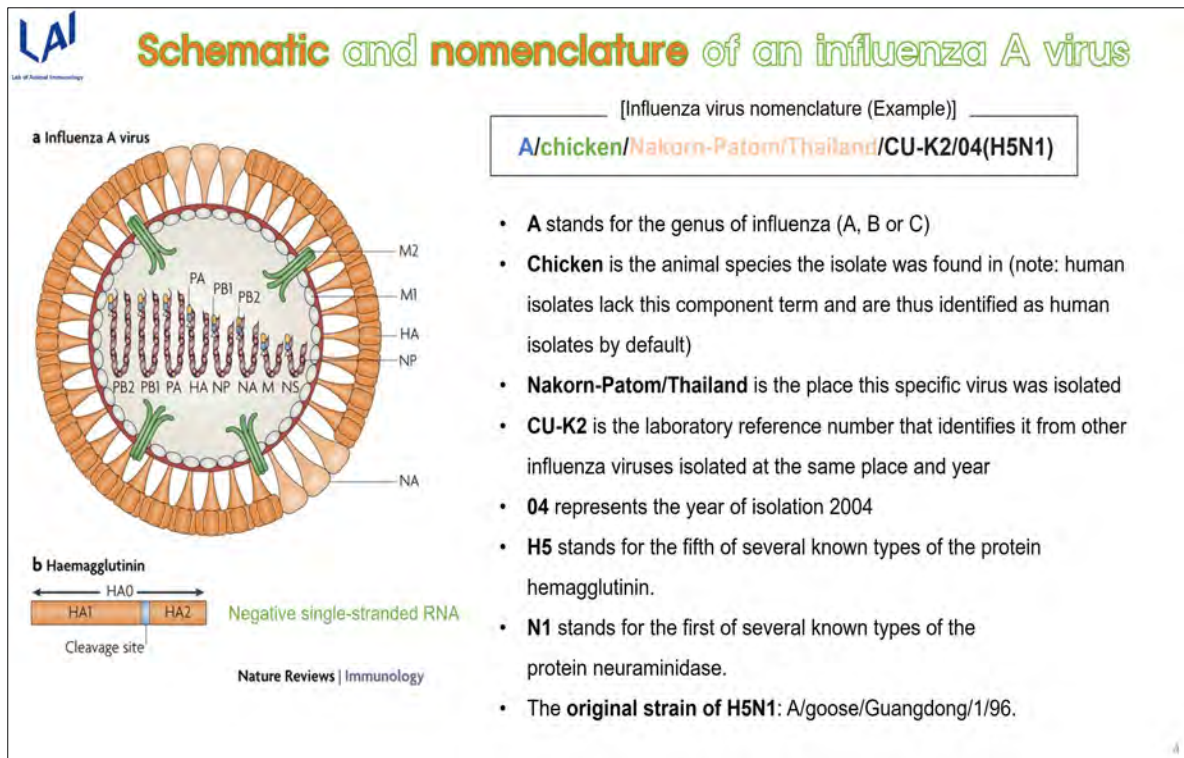 LAI
Lab of Animal Immunology
Schematic and nomenclature of an influenza A virus
a Influenza A virus
M2
M1
HA
NP
NA
PA
PB1
PB2
PB2 PB1 PA HA NP NA M NS
b Haemagglutinin
HA0
HA1 HA2
Cleavage site
Negative single-stranded RNA
Nature Reviews | Immunology
[Influenza virus nomenclature (Example)]
A/chicken/Nakorn-Patom/Thailand/CU-K2/04(H5N1)
• A stands for the genus of influenza (A, B or C)
• Chicken is the animal species the isolate was found in (note: human
isolates lack this component term and are thus identified as human
isolates by default)
• Nakorn-Patom/Thailand is the place this specific virus was isolated
• CU-K2 is the laboratory reference number that identifies it from other
influenza viruses isolated at the same place and year
• 04 represents the year of isolation 2004
• H5 stands for the fifth of several known types of the protein
hemagglutinin.
• N1 stands for the first of several known types of the
protein neuraminidase.
• The original strain of H5N1: A/goose/Guangdong/1/96.